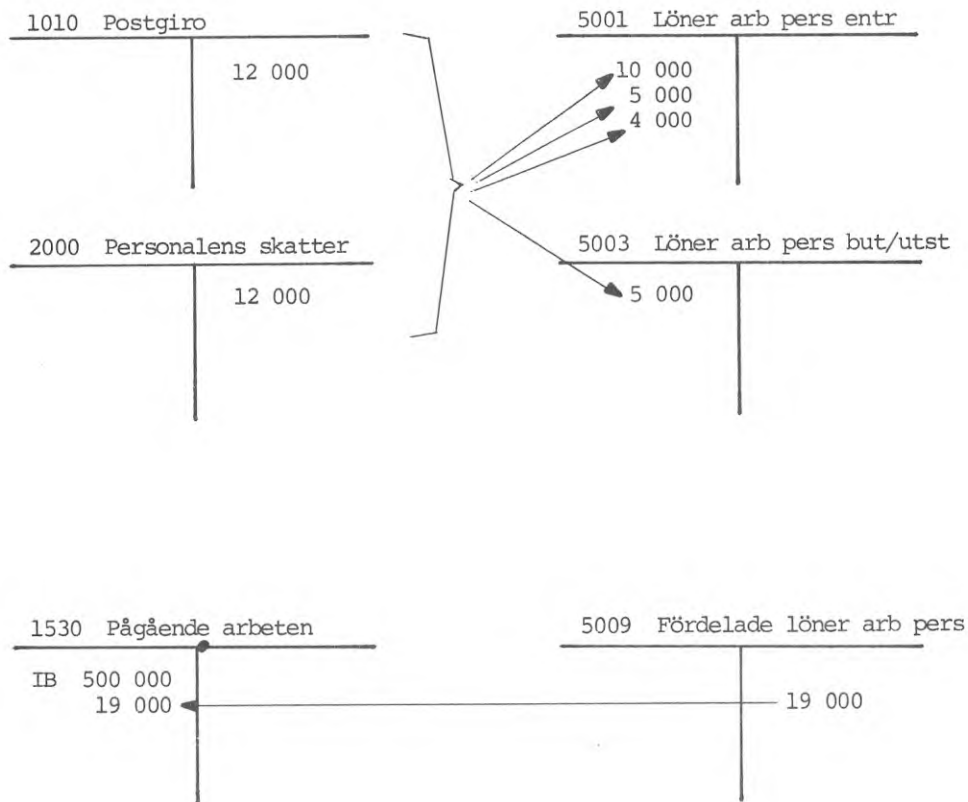 1010 Postgiro
12 000
5001 Löner arb pers entr
10 000
5 000
4 000
2000 Personalens skatter
12 000
5003 Löner arb pers but/utst
5 000
1530 Pågående arbeten
IB 500 000
19 000
5009 Fördelade löner arb pers
19 000